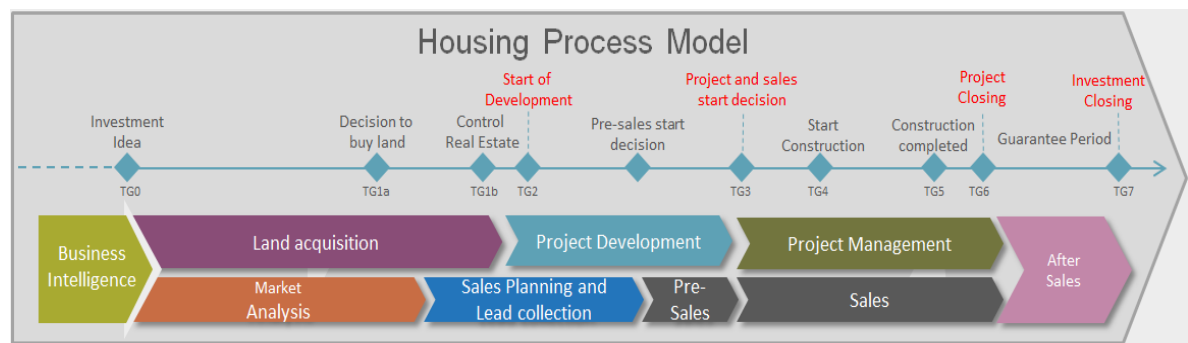 Housing Process Model
Start of
Development
Project and sales
start decision
Project
Closing
Investment
Closing
Investment
Idea
Decision to
buy land
Control
Real Estate
Pre-sales start
decision
Start
Construction
Construction
completed
Guarantee Period
TG0
TG1a
TG1b
TG2
TG3
TG4
TG5
TG6
TG7
Business
Intelligence
Land acquisition
Project Development
Project Management
After
Sales
Market
Analysis
Sales Planning and
Lead collection
Pre-
Sales
Sales